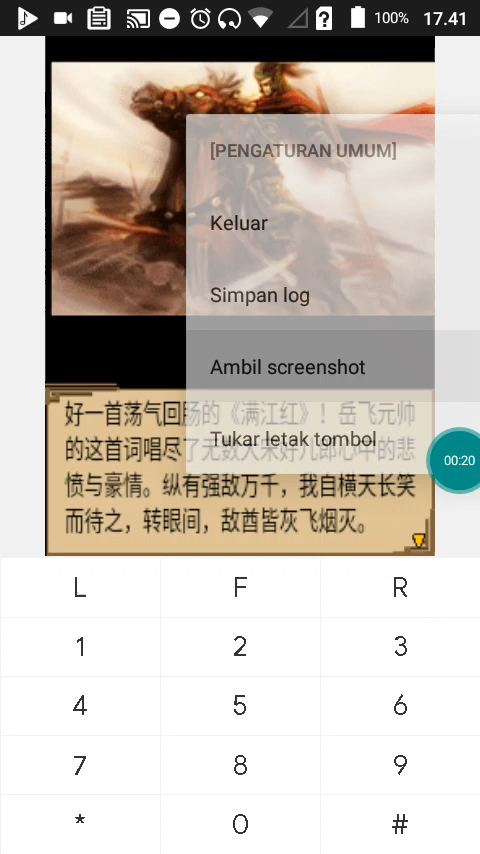 100%
17.41
[PENGATURAN UMUM]
Keluar
Simpan log
Ambil screenshot
Tukar letak tombol
好一首荡气回肠的《满江红》！岳飞元帅
的这首词唱尽了无数大宋好儿郎心中的悲
愤与豪情。纵有强敌万千，我自横天长笑
而待之，转眼间，敌酋皆灰飞烟灭。
00:20
L F R
1 2 3
4 5 6
7 8 9
* 0 #